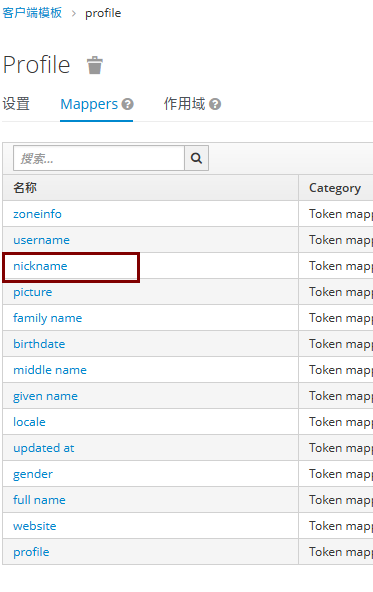 客户端模板 › profile
Profile
设置 Mappers ? 作用域 ?
搜索...
名称 Category
zoneinfo Token mapp
username Token mapp
nickname Token mapp
picture Token mapp
family name Token mapp
birthdate Token mapp
middle name Token mapp
given name Token mapp
locale Token mapp
updated at Token mapp
gender Token mapp
full name Token mapp
website Token mapp
profile Token mapp